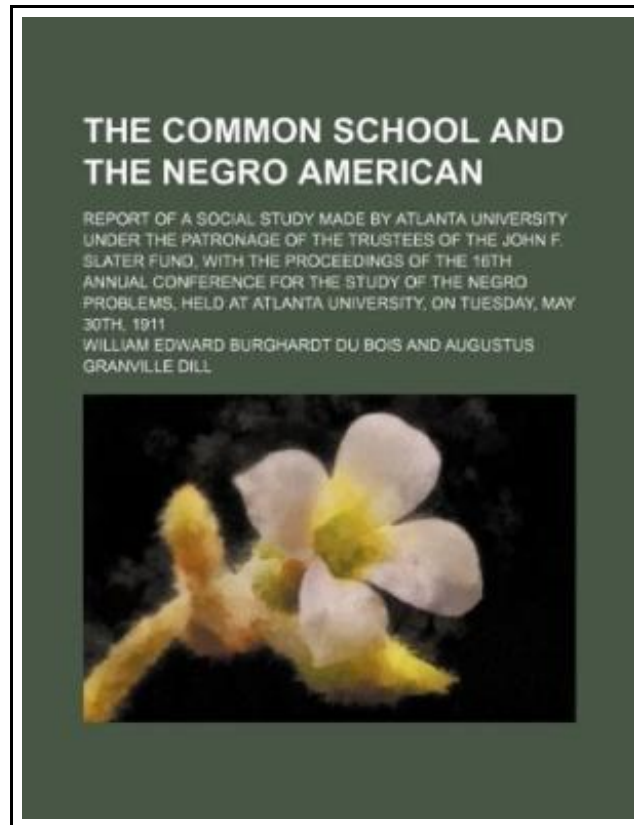 THE COMMON SCHOOL AND
THE NEGRO AMERICAN
REPORT OF A SOCIAL STUDY MADE BY ATLANTA UNIVERSITY
UNDER THE PATRONAGE OF THE TRUSTEES OF THE JOHN F.
SLATER FUND, WITH THE PROCEEDINGS OF THE 16TH
ANNUAL CONFERENCE FOR THE STUDY OF THE NEGRO
PROBLEMS, HELD AT ATLANTA UNIVERSITY, ON TUESDAY, MAY
30TH, 1911
WILLIAM EDWARD BURGHARDT DU BOIS AND AUGUSTUS
GRANVILLE DILL